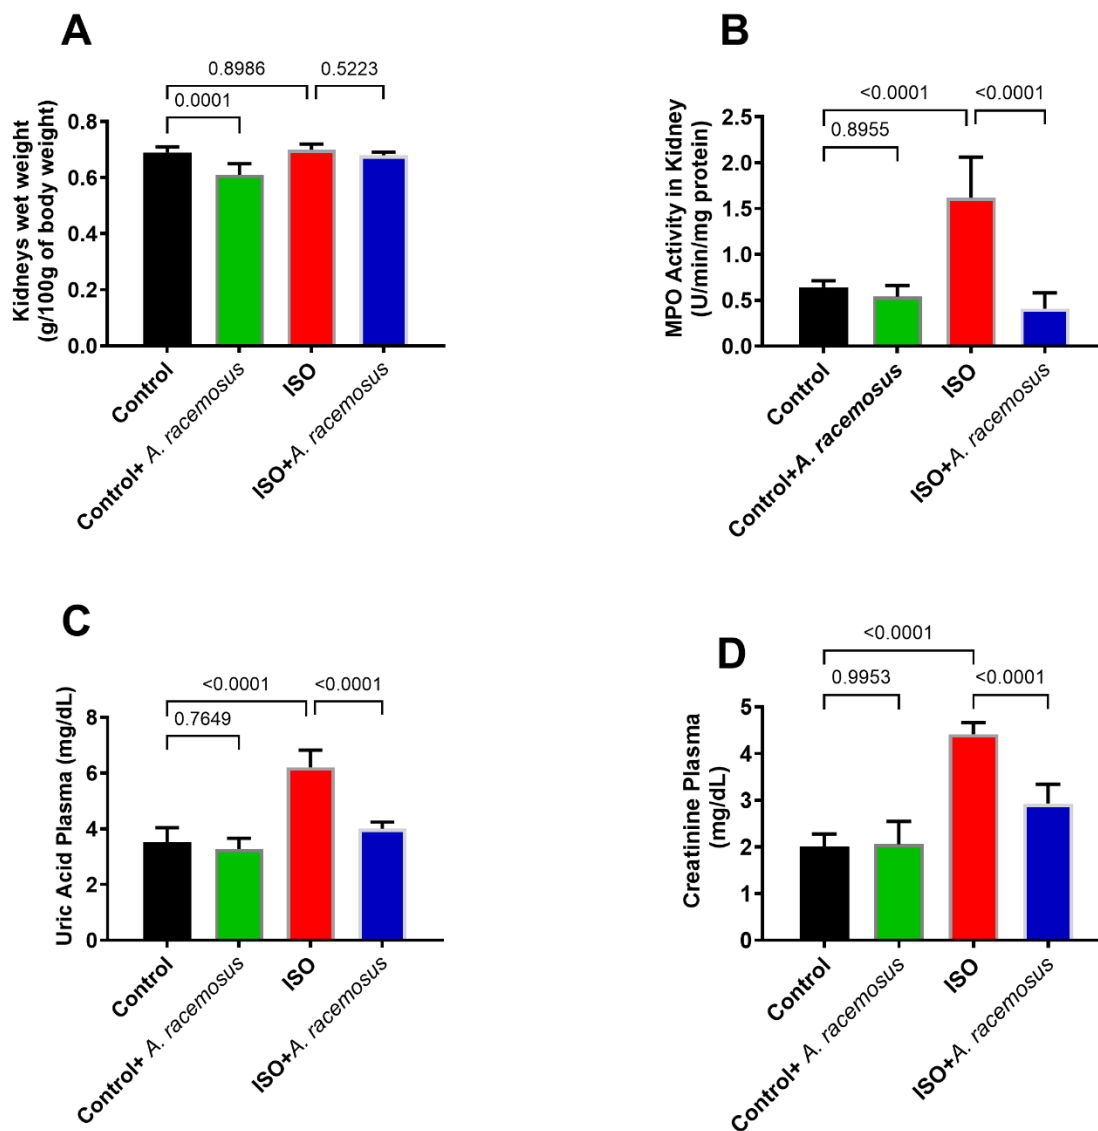 A
0.8986
0.5223
0.0001
Kidneys wet weight
(g/100g of body weight)
0.8
0.6
0.4
0.2
0.0
Control
Control+ A. racemosus
ISO
ISO+A. racemosus
B
<0.0001
<0.0001
0.8955
MPO Activity in Kidney
(U/min/mg protein)
2.5
2.0
1.5
1.0
0.5
0.0
Control
Control+A. racemosus
ISO
ISO+A. racemosus
C
<0.0001
<0.0001
0.7649
Uric Acid Plasma (mg/dL)
8
6
4
2
0
Control
Control+ A. racemosus
ISO
ISO+A. racemosus
D
<0.0001
0.9953
<0.0001
Creatinine Plasma
(mg/dL)
5
4
3
2
1
0
Control
Control+ A. racemosus
ISO
ISO+A. racemosus